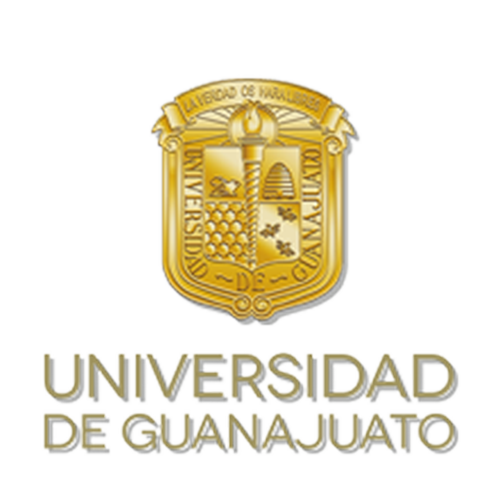 LA VERDAD OS HARA LIBRES
UNIVERSIDAD
DE
GUANAJUATO
UNIVERSIDAD
DE GUANAJUATO